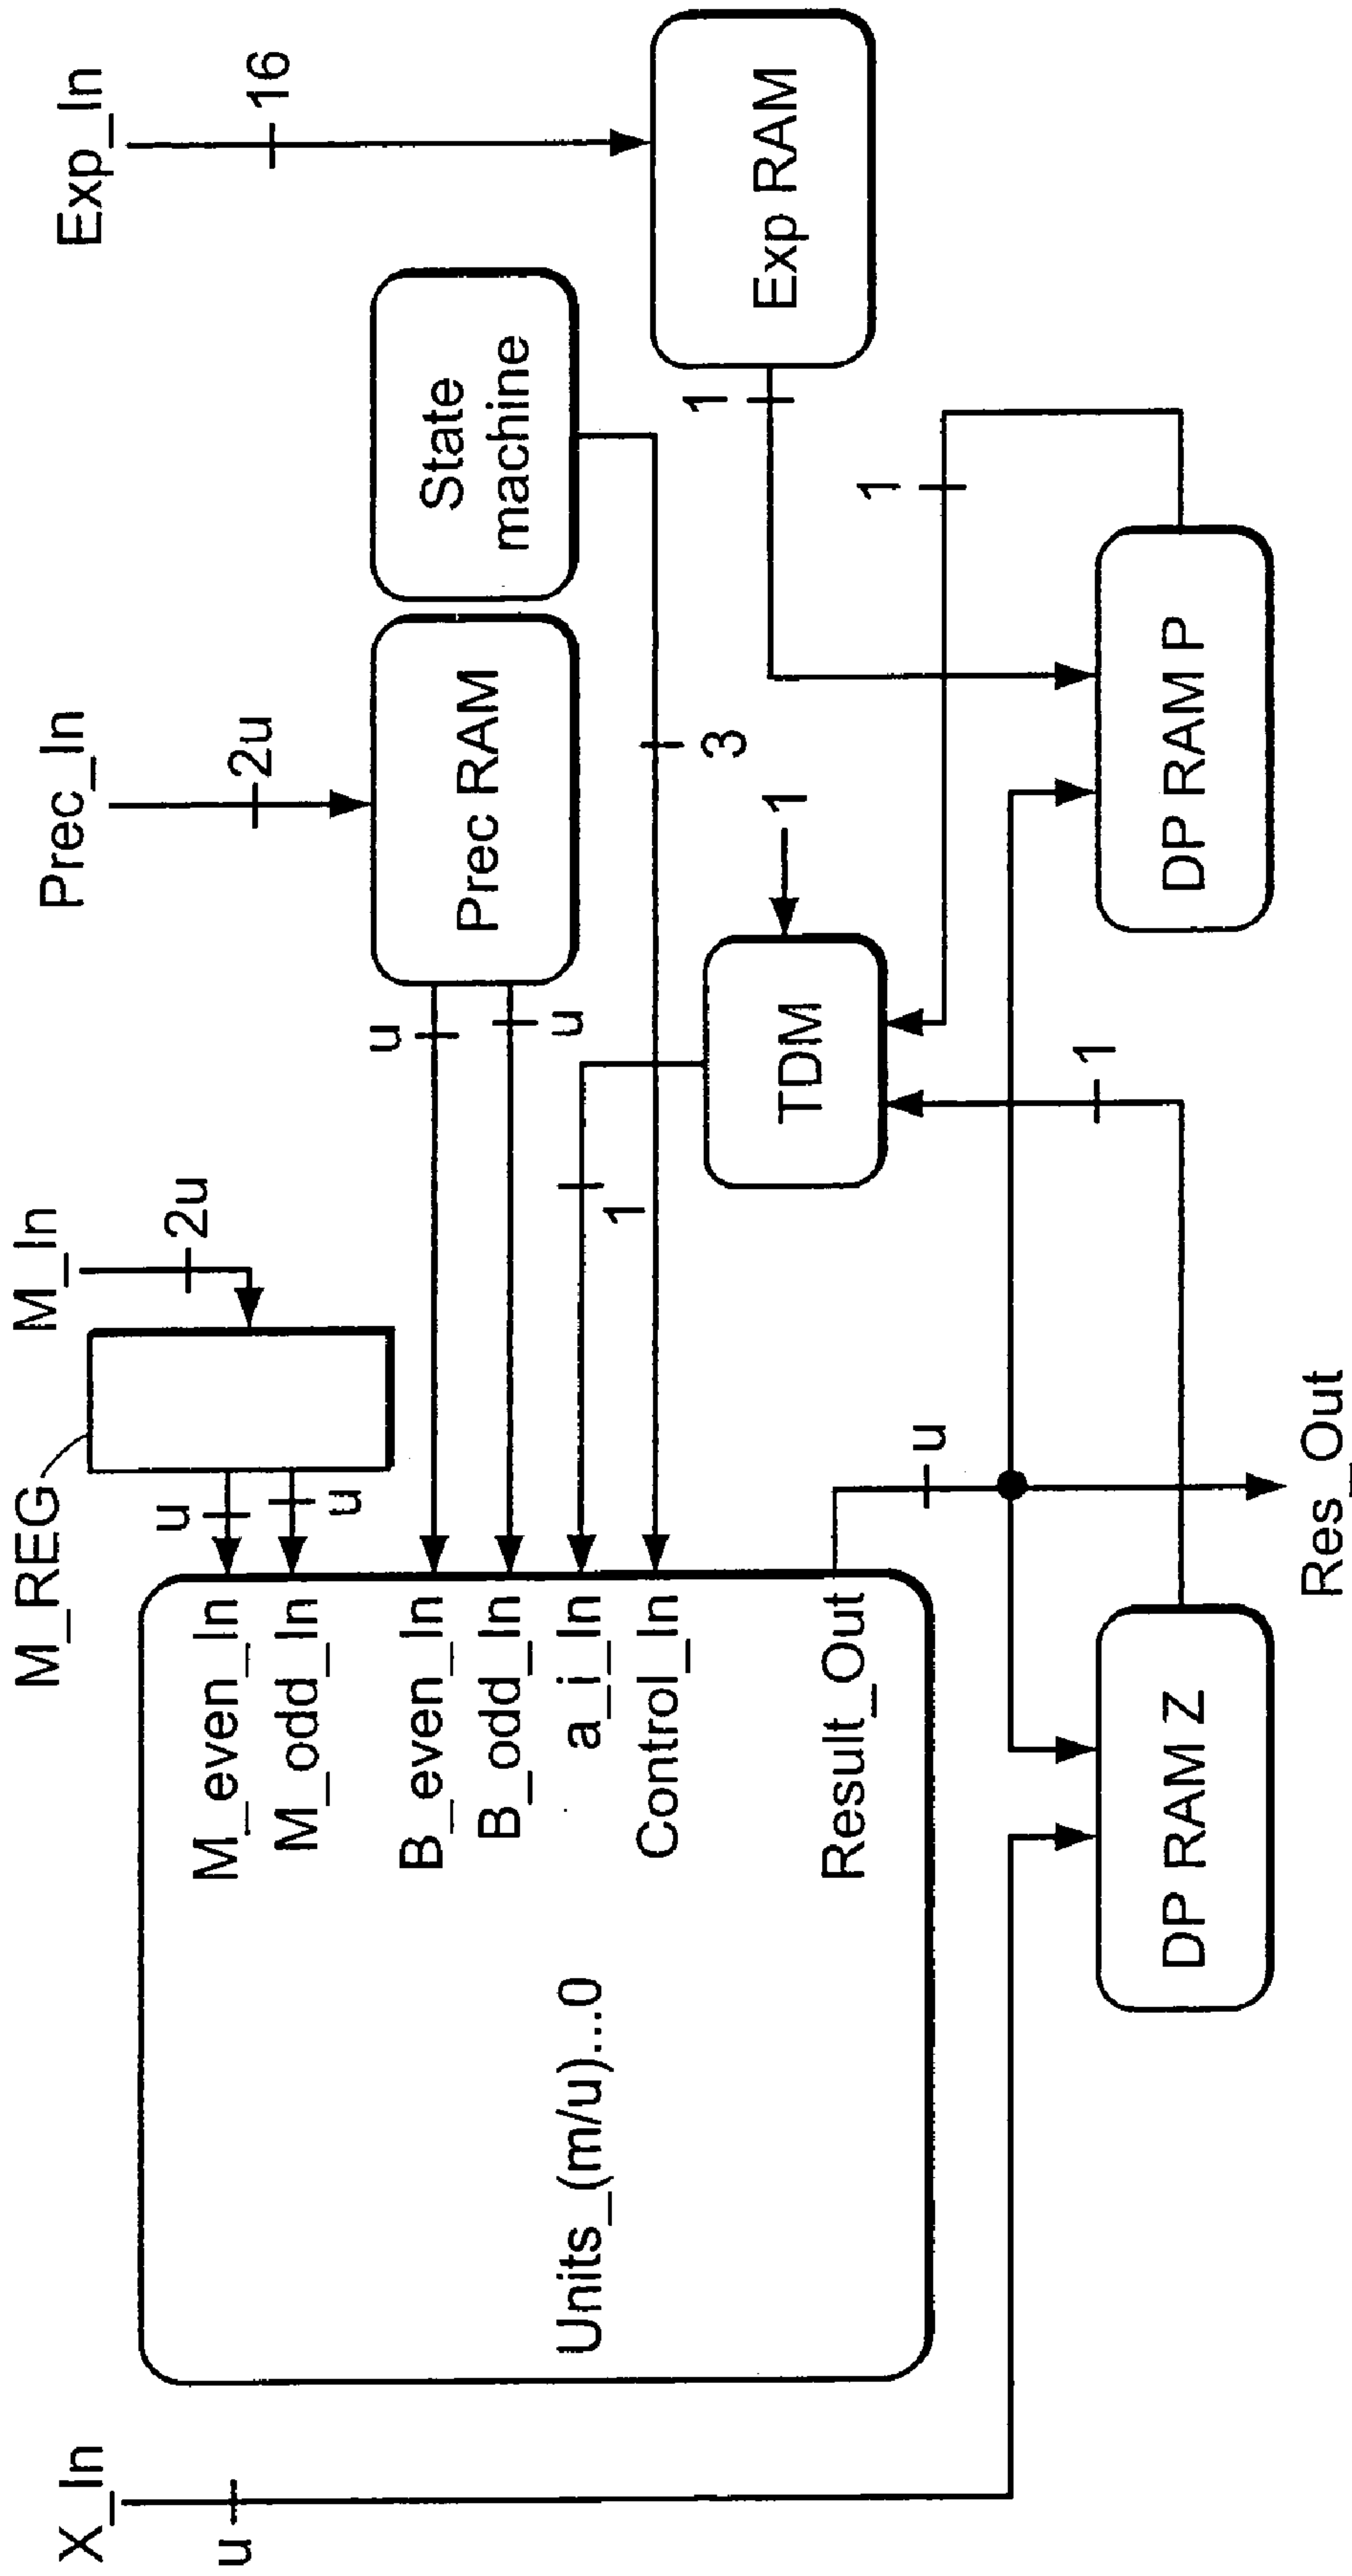 X_In
u
M_REG
M_In
2u
u
u
Prec_In
2u
Exp_In
16
M_even_In
M_odd_In
B_even_In
B_odd_In
a_i_In
Control_In
Result_Out
Units_(m/u)...0
u
u
Prec RAM
State
machine
3
1
Exp RAM
1
TDM
1
1
1
u
DP RAM Z
DP RAM P
Res_Out